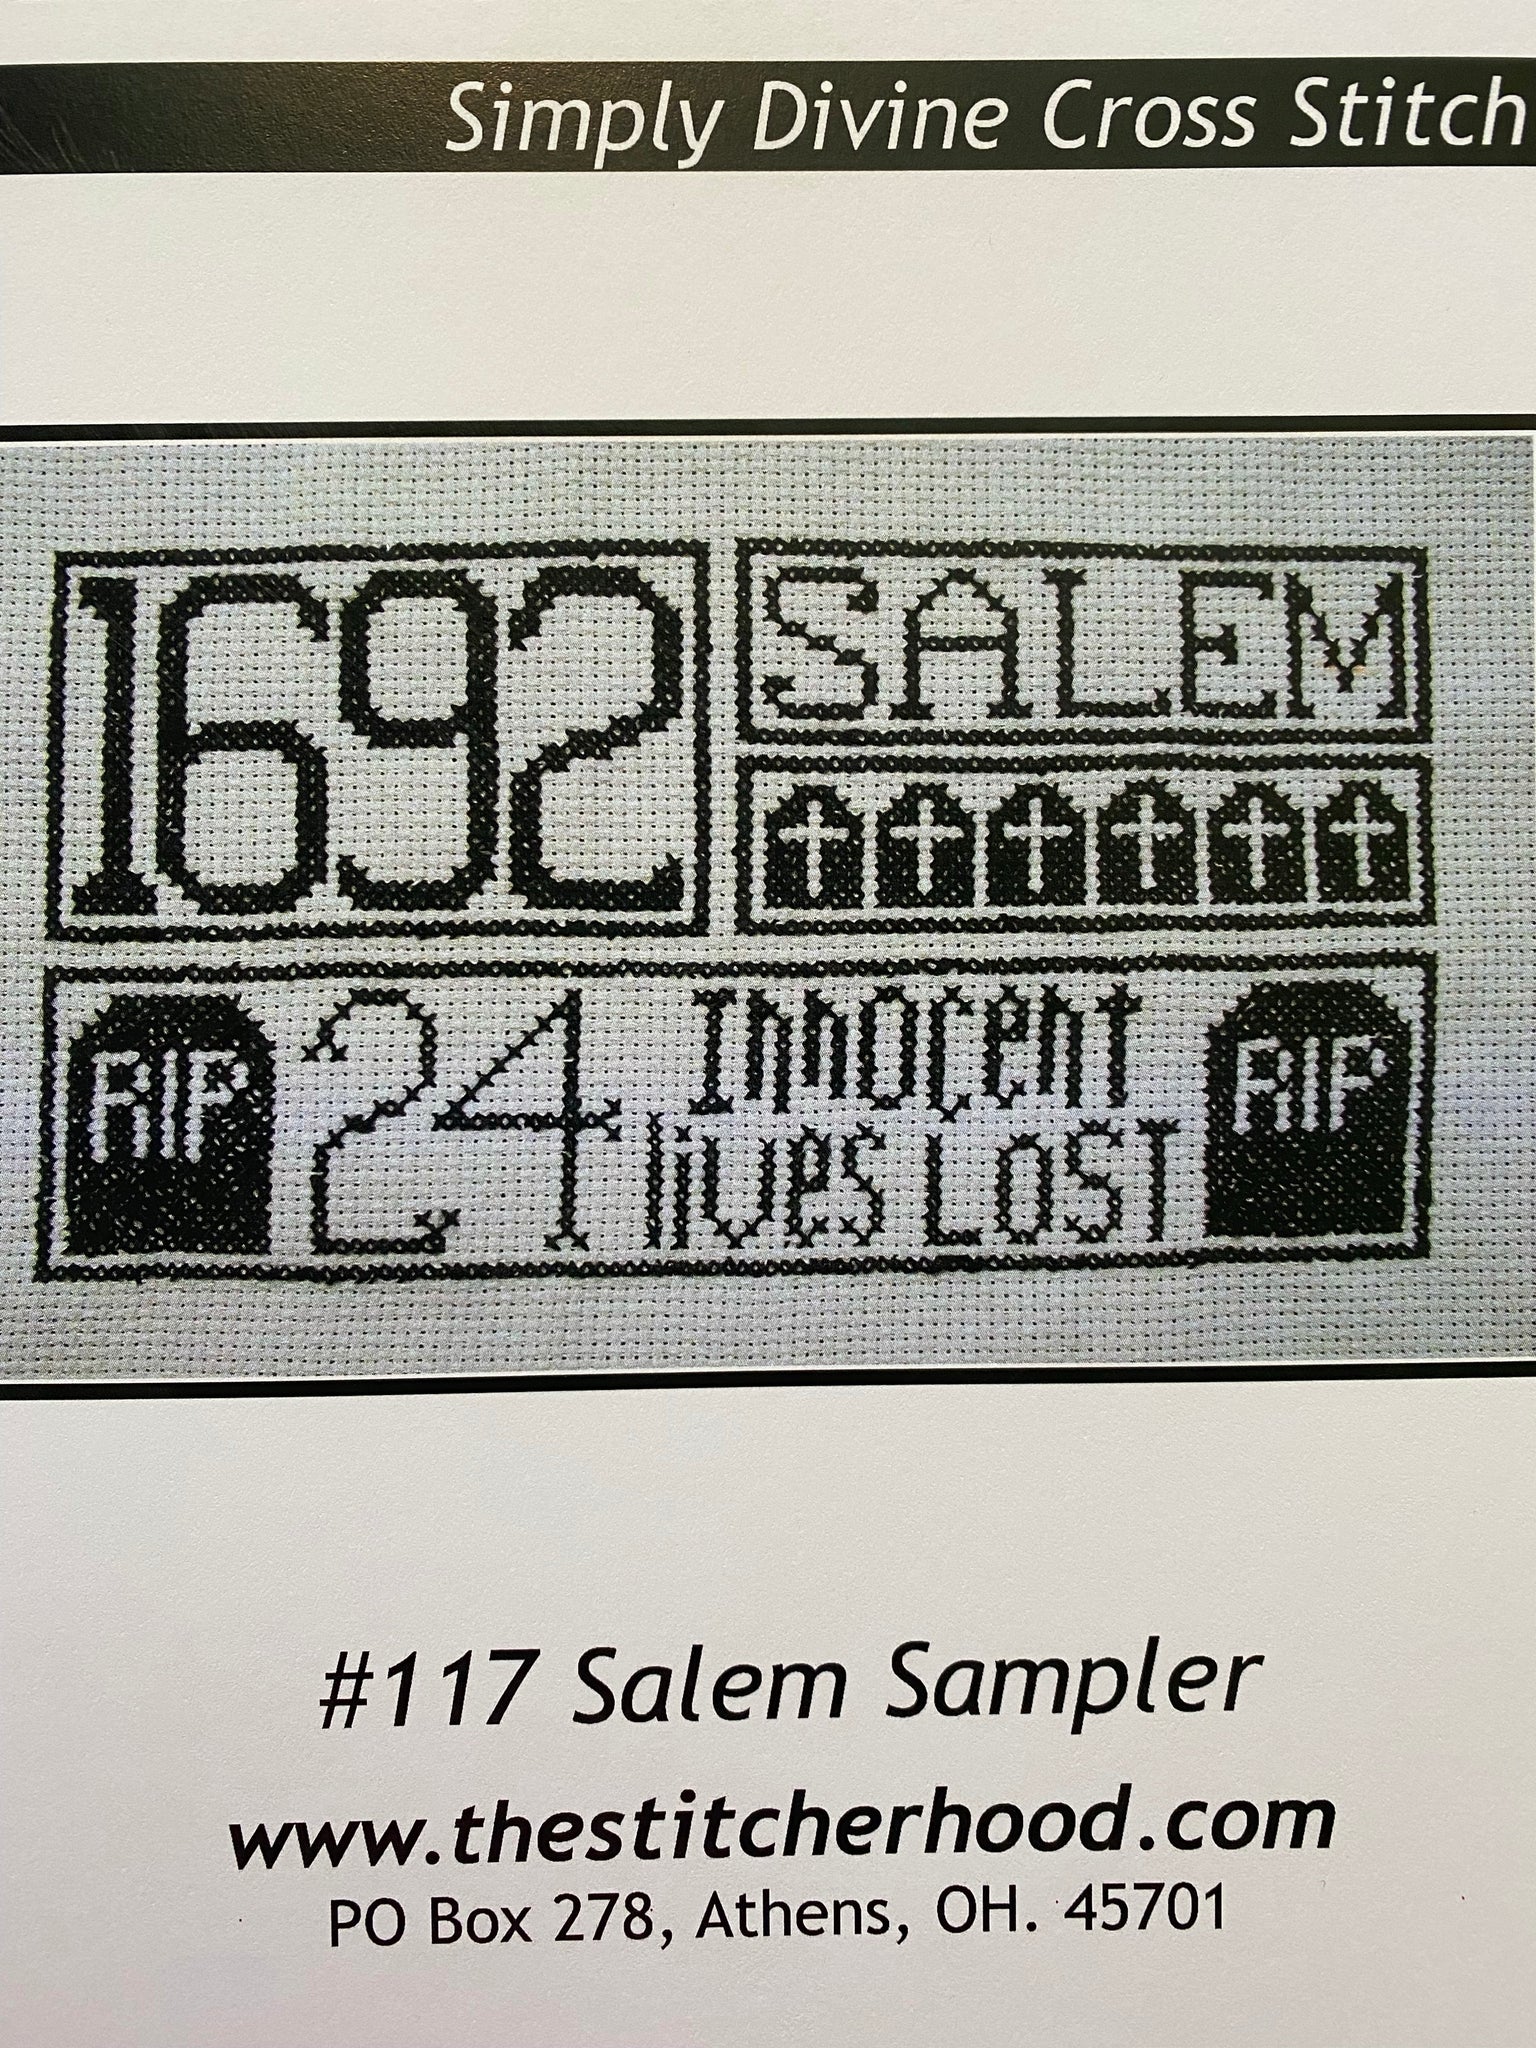 Simply Divine Cross Stitch
1692
SALEM
RIP
24
Innocent
lives LOST
RIP
#117 Salem Sampler
www.thestitcherhood.com
PO Box 278, Athens, OH. 45701